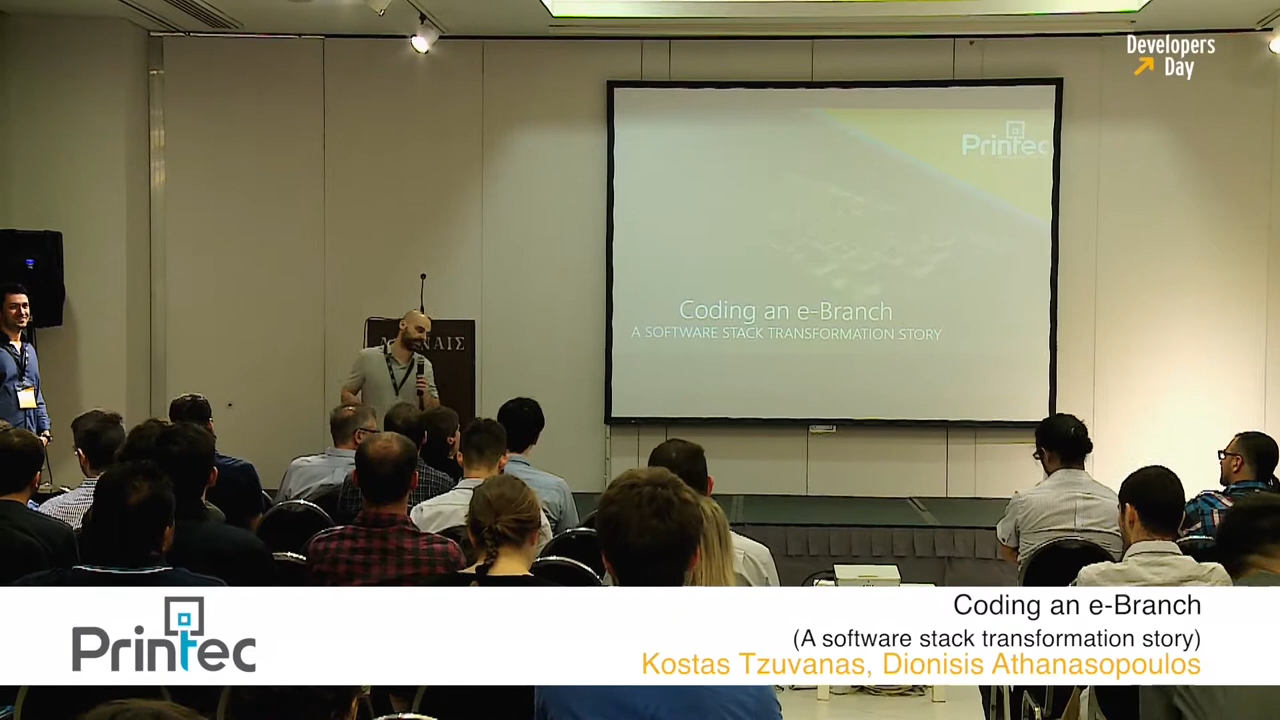 Developers
Day
Printec
Coding an e-Branch
A SOFTWARE STACK TRANSFORMATION STORY
Printec
Coding an e-Branch
(A software stack transformation story)
Kostas Tzuvanas, Dionisis Athanasopoulos